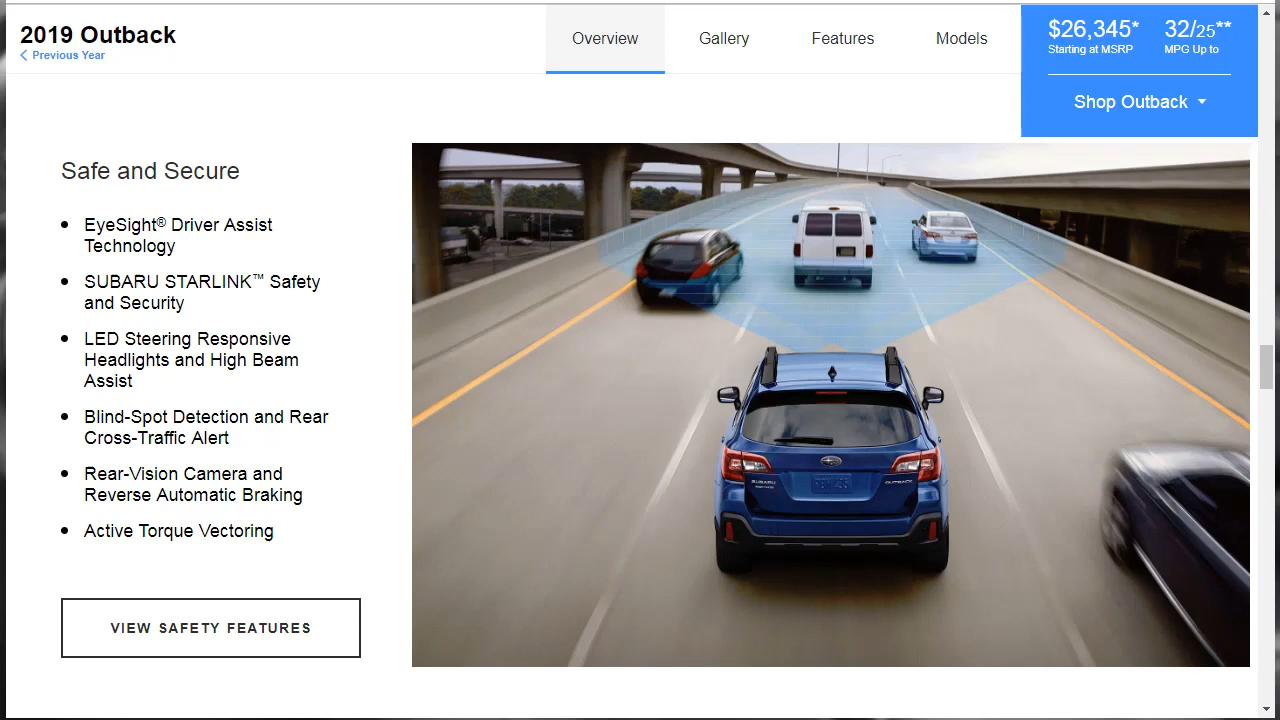 2019 Outback
Previous Year
Overview
Gallery
Features
Models
$26,345*
Starting at MSRP
32/25**
MPG Up to
Shop Outback
Safe and Secure
EyeSight® Driver Assist
Technology
SUBARU STARLINK™ Safety
and Security
LED Steering Responsive
Headlights and High Beam
Assist
Blind-Spot Detection and Rear
Cross-Traffic Alert
Rear-Vision Camera and
Reverse Automatic Braking
Active Torque Vectoring
VIEW SAFETY FEATURES
SUBARU
OUTBACK